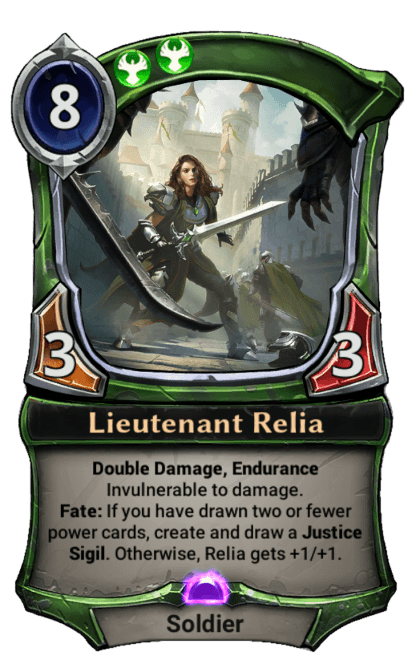 8
3
3
Lieutenant Relia
Double Damage, Endurance
Invulnerable to damage.
Fate: If you have drawn two or fewer
power cards, create and draw a Justice
Sigil. Otherwise, Relia gets +1/+1.
Soldier